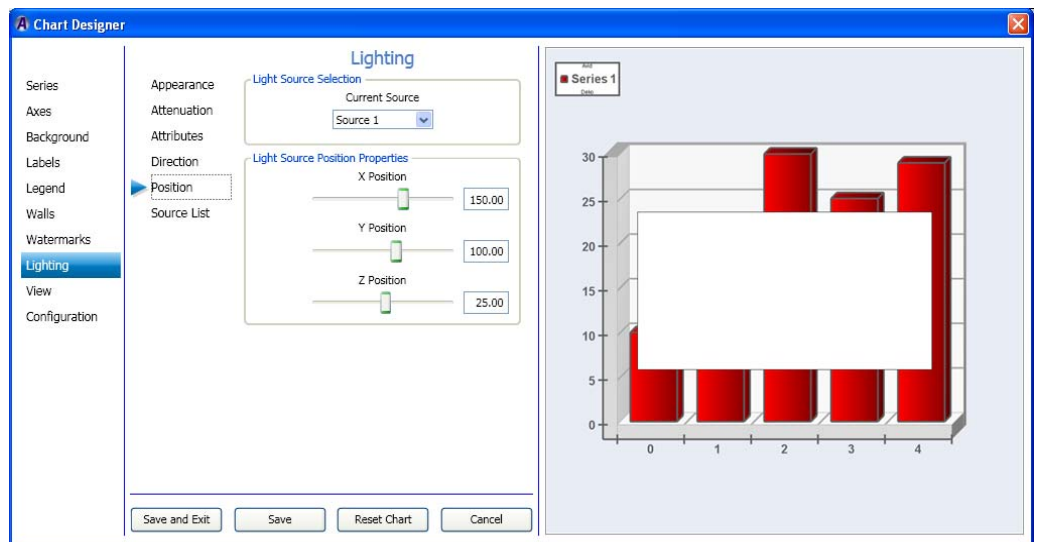 Chart Designer
Series
Axes
Background
Labels
Legend
Walls
Watermarks
Lighting
View
Configuration
Appearance
Attenuation
Attributes
Direction
Position
Source List
Lighting
Light Source Selection
Current Source
Source 1
Light Source Position Properties
X Position
150.00
Y Position
100.00
Z Position
25.00
Save and Exit
Save
Reset Chart
Cancel
Add
Series 1
Delete
30
25
20
15
10
5
0
0 1 2 3 4